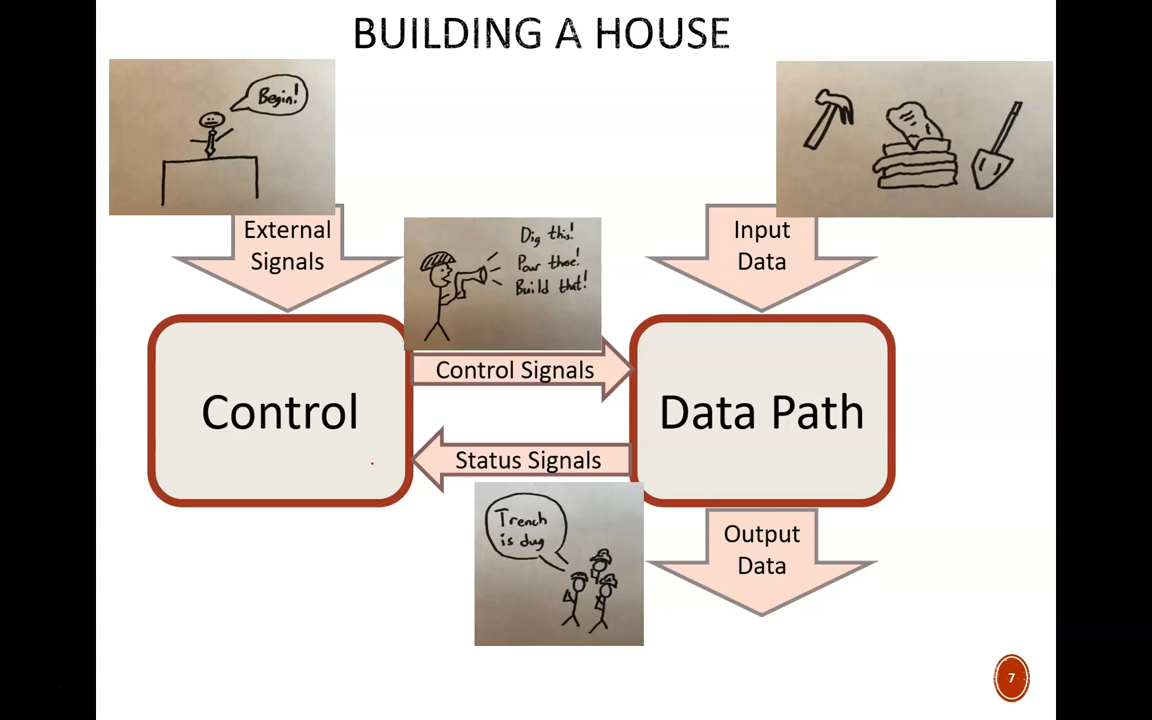 BUILDING A HOUSE
Begin!
External
Signals
Dig this!
Pour those!
Build that!
Input
Data
Control
Control Signals
Status Signals
Data Path
Trench
is dug
Output
Data
7